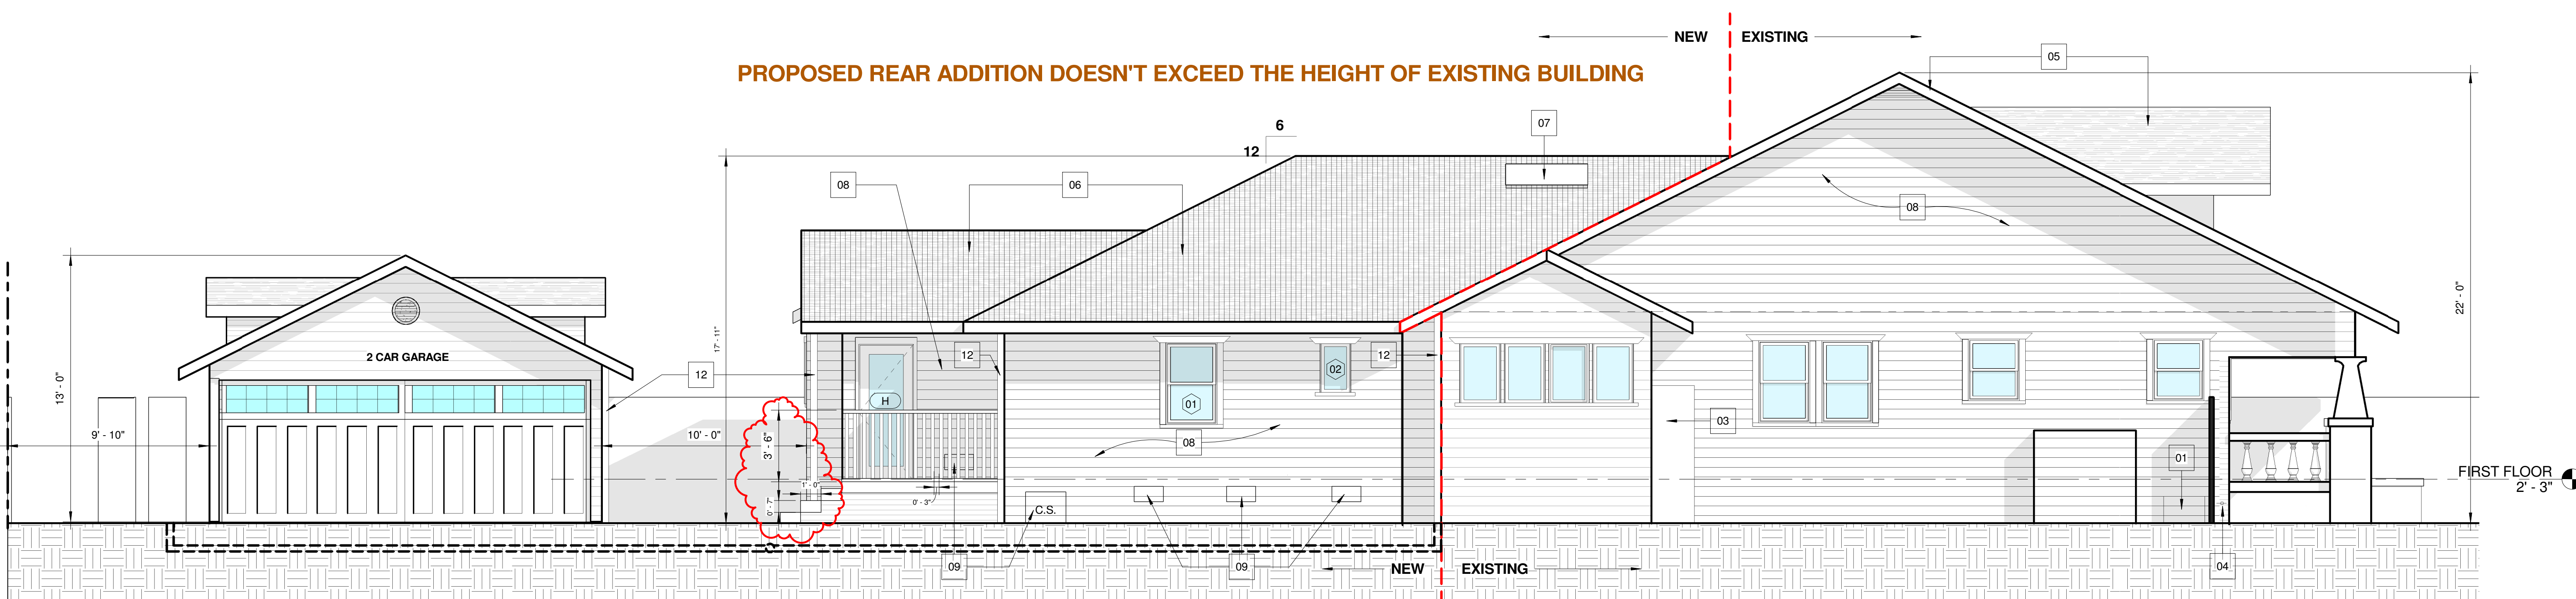 NEW EXISTING
05
PROPOSED REAR ADDITION DOESN'T EXCEED THE HEIGHT OF EXISTING BUILDING
6
12
07
08
06
08
2 CAR GARAGE
13' - 0"
17' - 11"
22' - 0"
12
12
12
02
H
01
03
9' - 10"
10' - 0"
3' - 6"
08
01
FIRST FLOOR
2' - 3"
1' - 0"
0' - 3"
0' - 7"
C.S.
09
09
04
NEW EXISTING